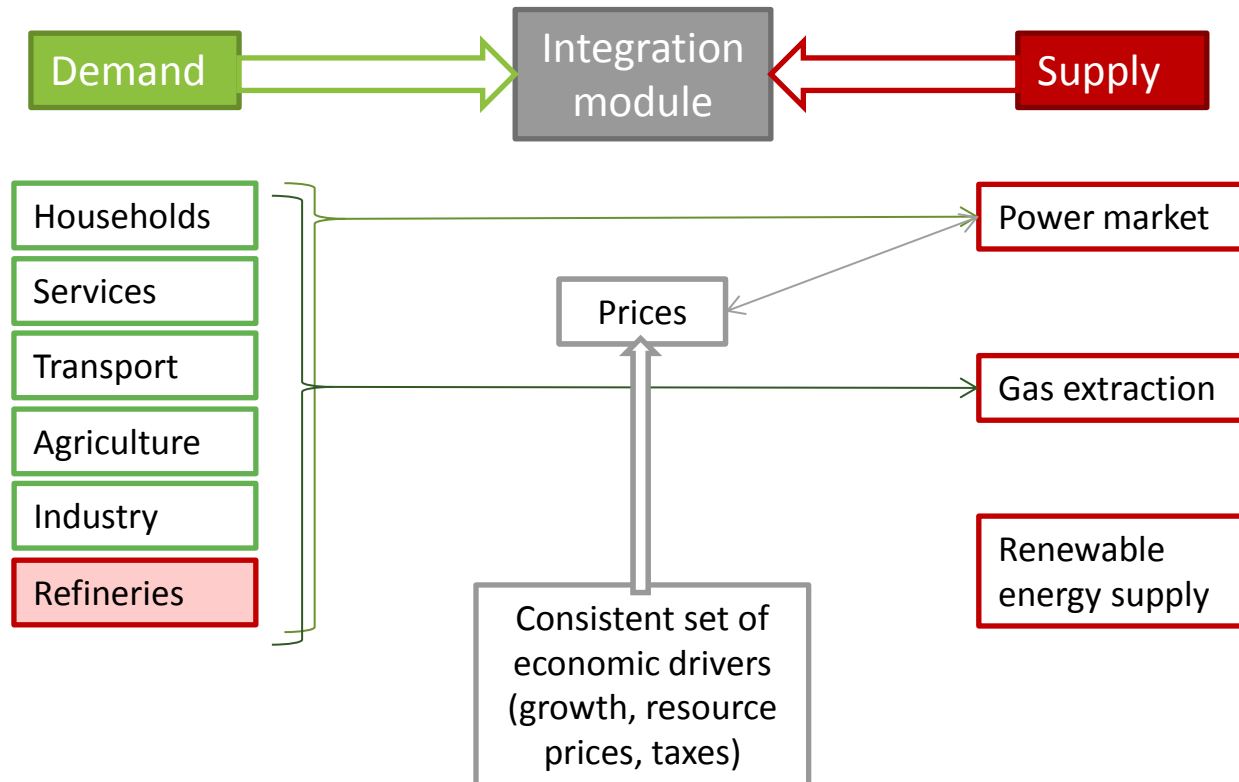 Demand
Integration
module
Supply
Households
Services
Transport
Agriculture
Industry
Refineries
Prices
Consistent set of
economic drivers
(growth, resource
prices, taxes)
Power market
Gas extraction
Renewable
energy supply